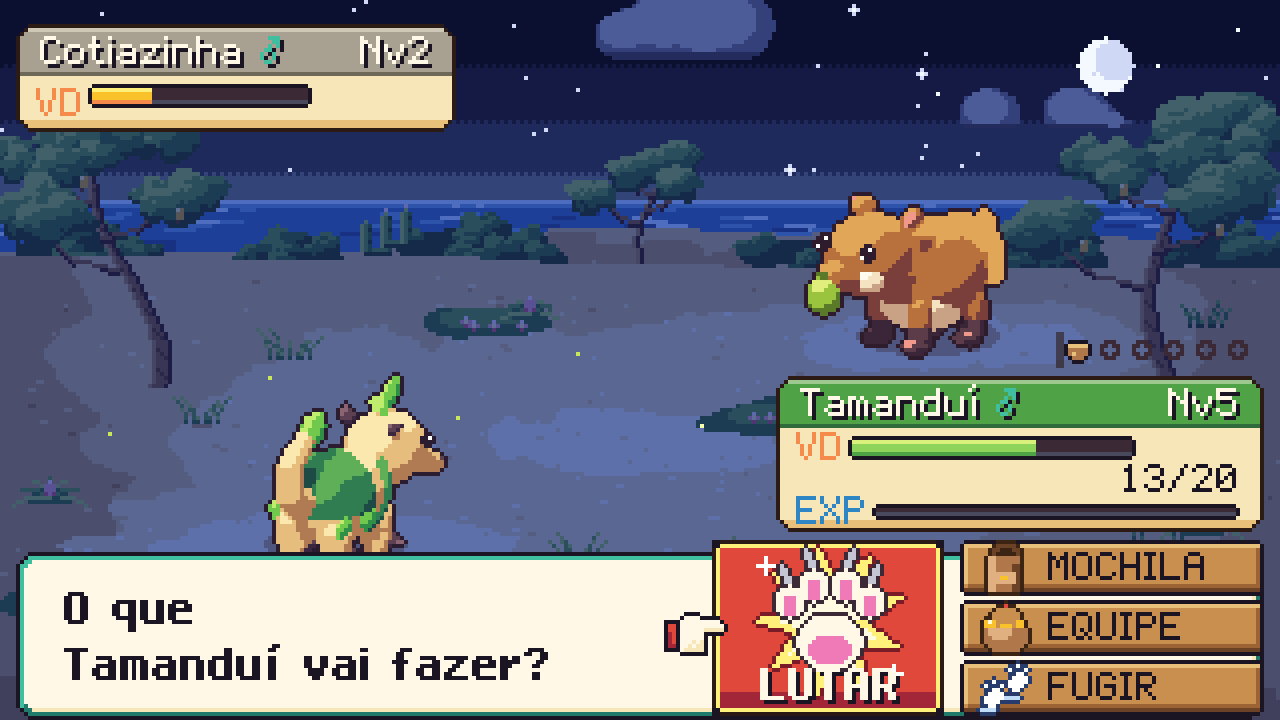 Cotiazinha ♂ Nv2
VD
Tamanduí ♂ Nv5
VD
13/20
EXP
O que
Tamanduí vai fazer?
LUTAR
MOCHILA
EQUIPE
FUGIR